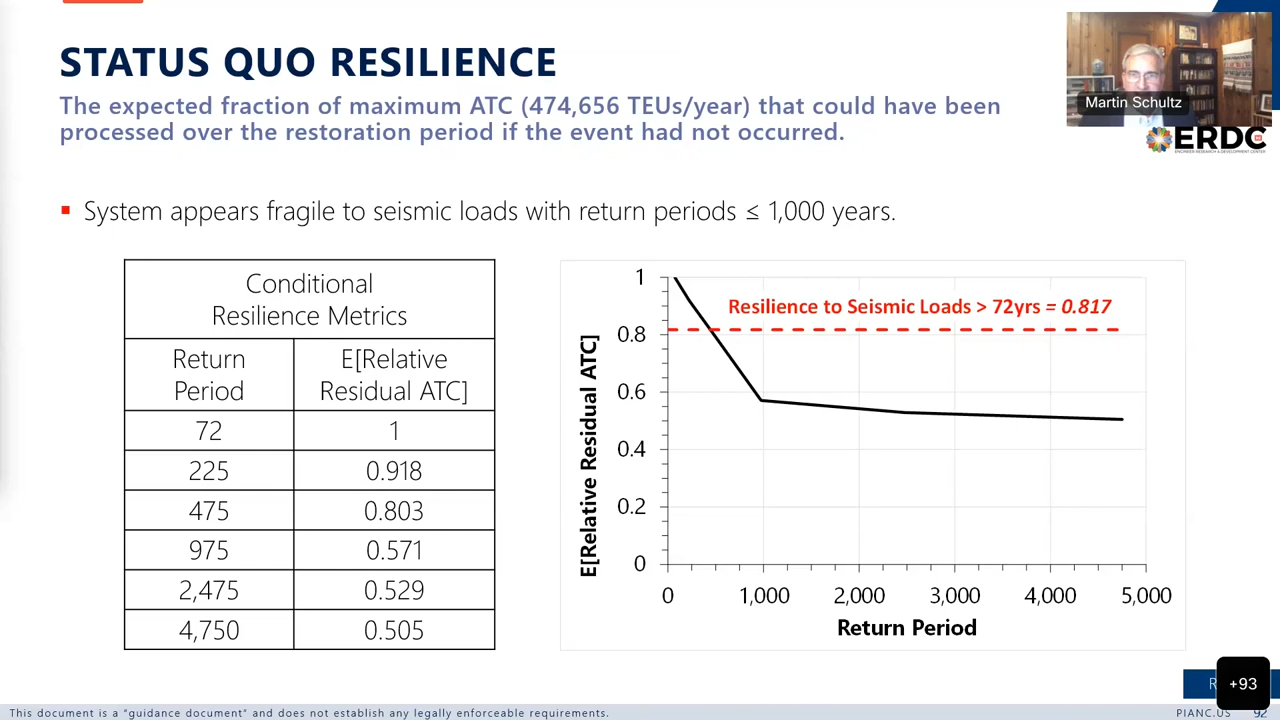 STATUS QUO RESILIENCE
The expected fraction of maximum ATC (474,656 TEUs/year) that could have been
processed over the restoration period if the event had not occurred.
Martin Schultz
ERDC
ENGINEER RESEARCH & DEVELOPMENT CENTER
▪ System appears fragile to seismic loads with return periods ≤ 1,000 years.
Conditional
Resilience Metrics
Return
Period
E[Relative
Residual ATC]
72 1
225 0.918
475 0.803
975 0.571
2,475 0.529
4,750 0.505
E[Relative Residual ATC]
1
0.8
0.6
0.4
0.2
0
Resilience to Seismic Loads > 72yrs = 0.817
0 1,000 2,000 3,000 4,000 5,000
Return Period
R
+93
This document is a "guidance document" and does not establish any legally enforceable requirements.
PIANC.US 92